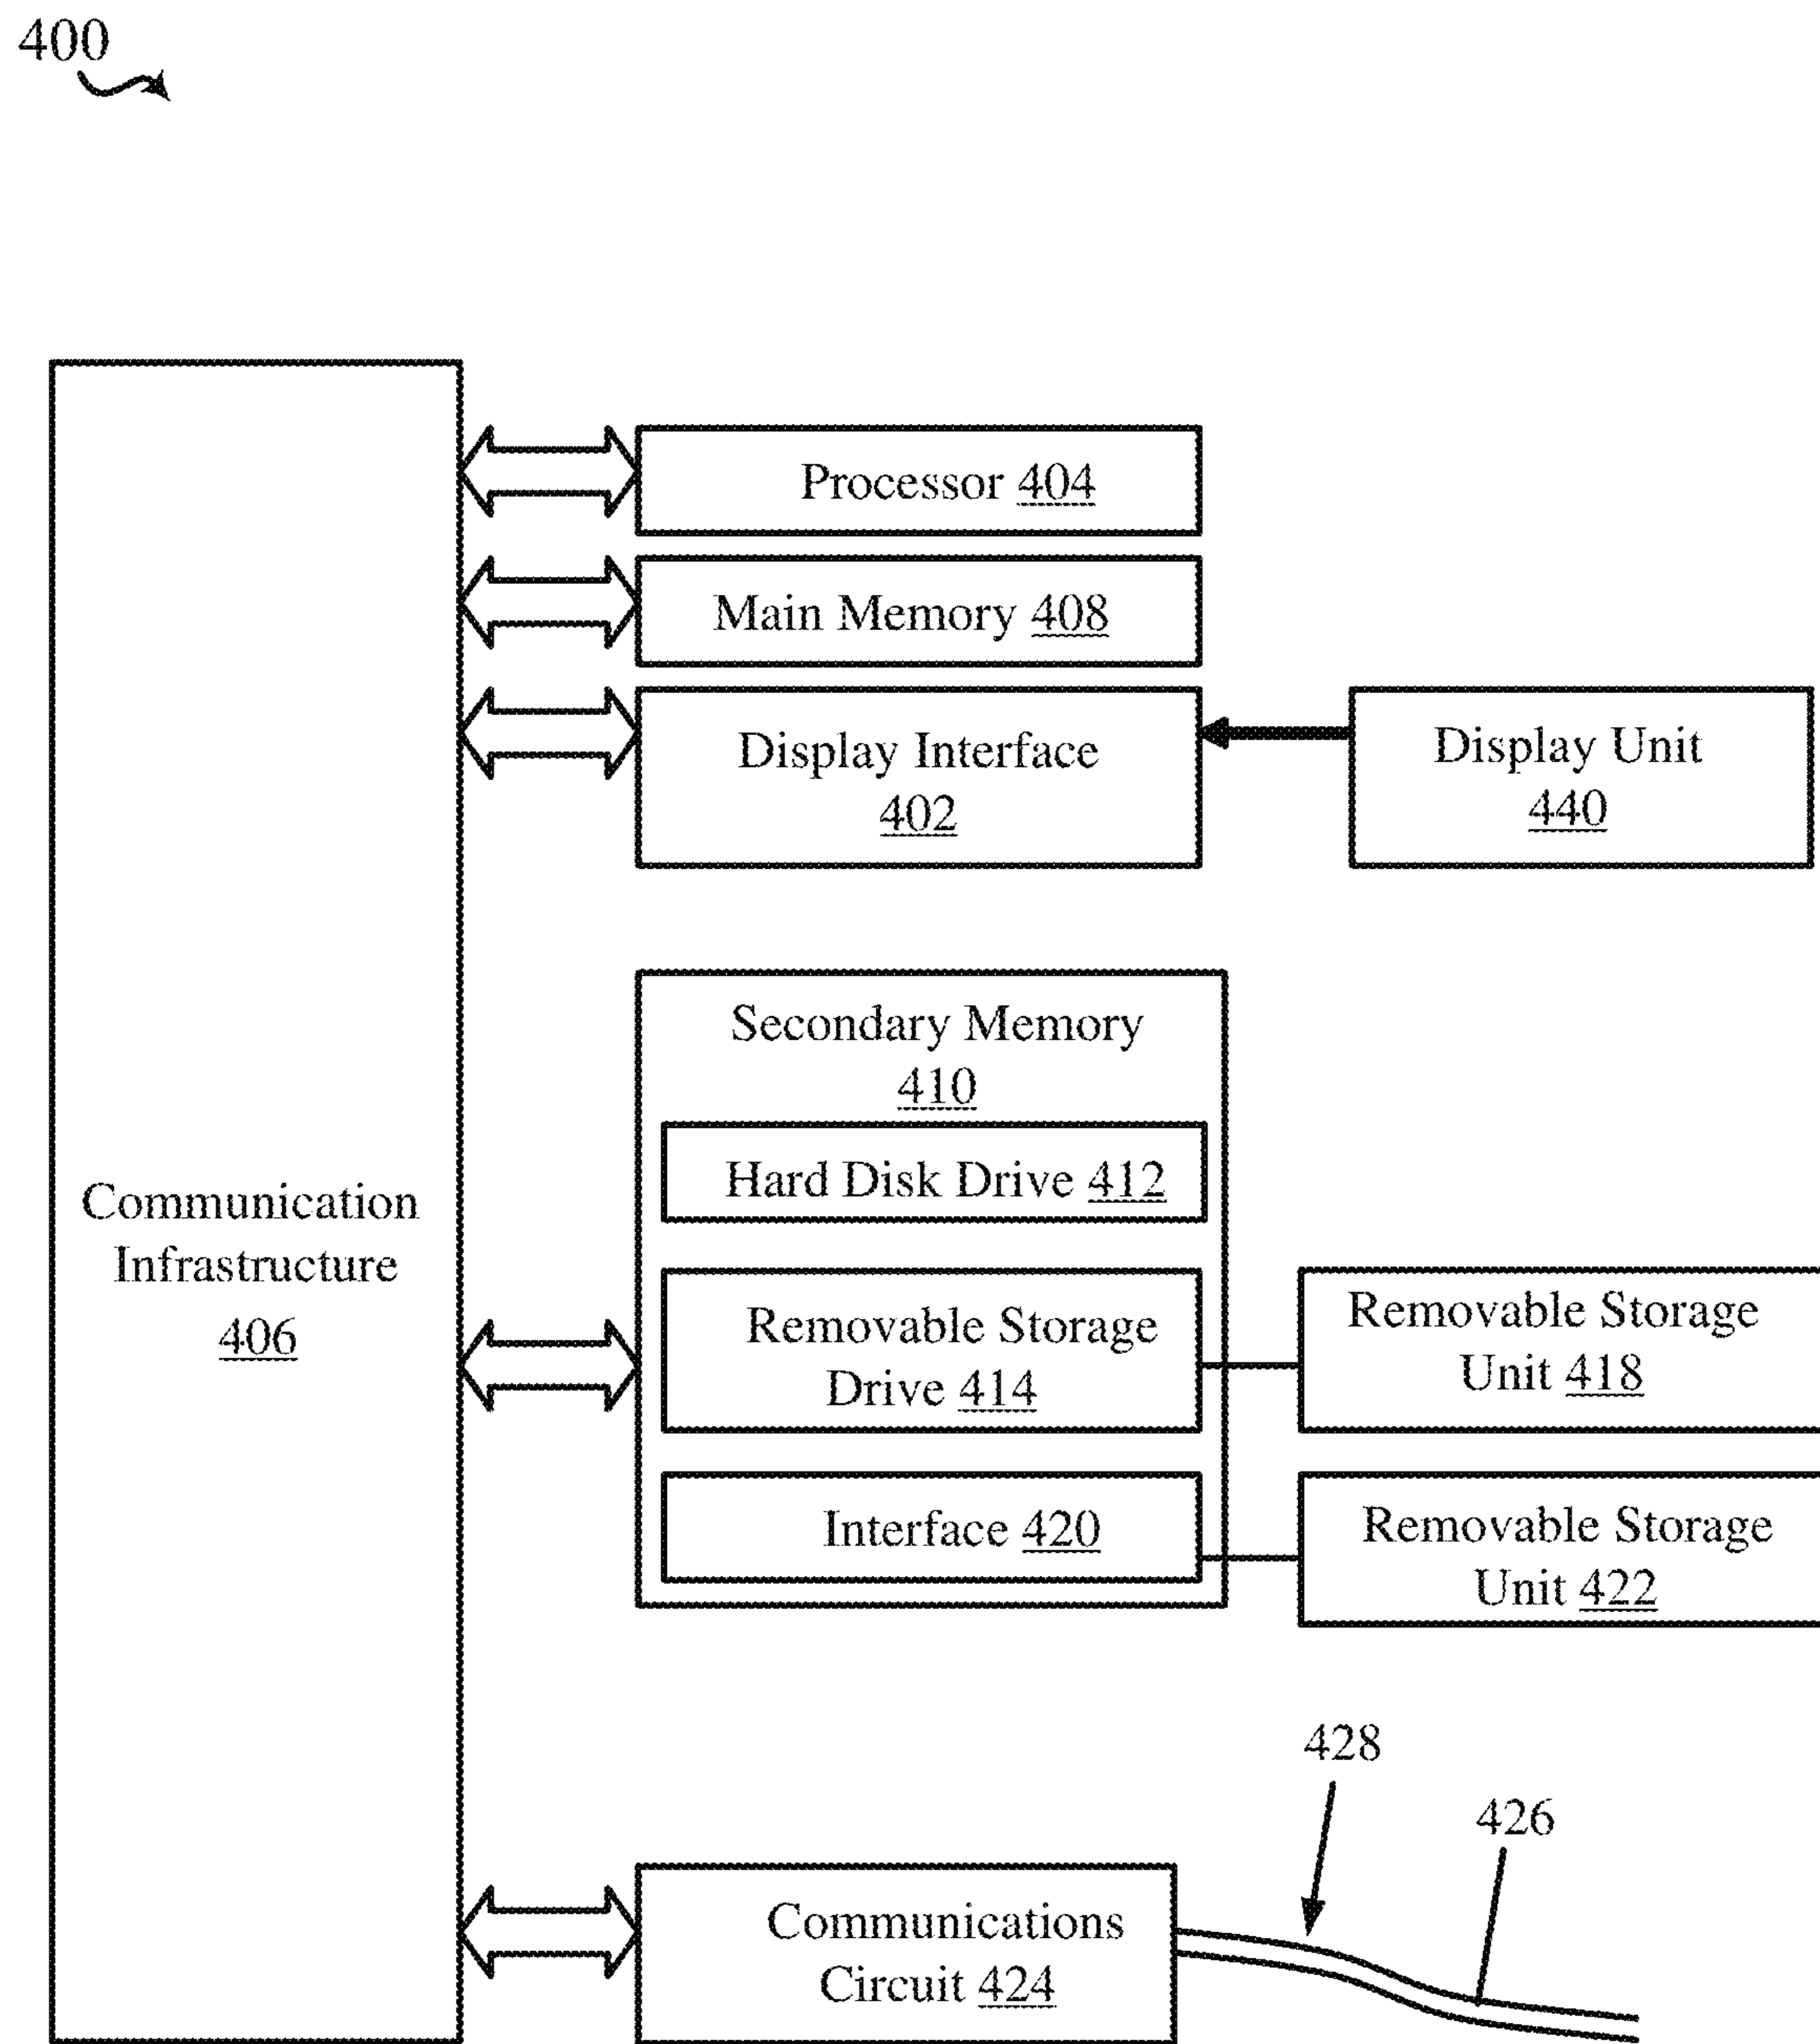 400
Processor 404
Main Memory 408
Display Interface
402
Display Unit
440
Secondary Memory
410
Hard Disk Drive 412
Communication
Infrastructure
406
Removable Storage
Drive 414
Removable Storage
Unit 418
Interface 420
Removable Storage
Unit 422
428
426
Communications
Circuit 424